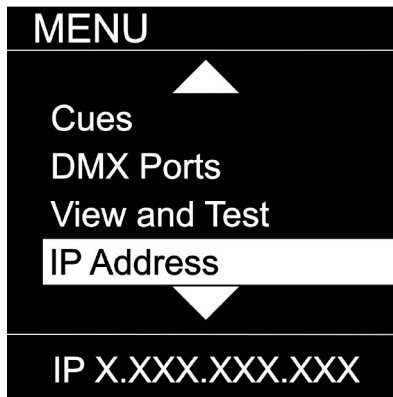 MENU
Cues
DMX Ports
View and Test
IP Address
IP X.XXX.XXX.XXX